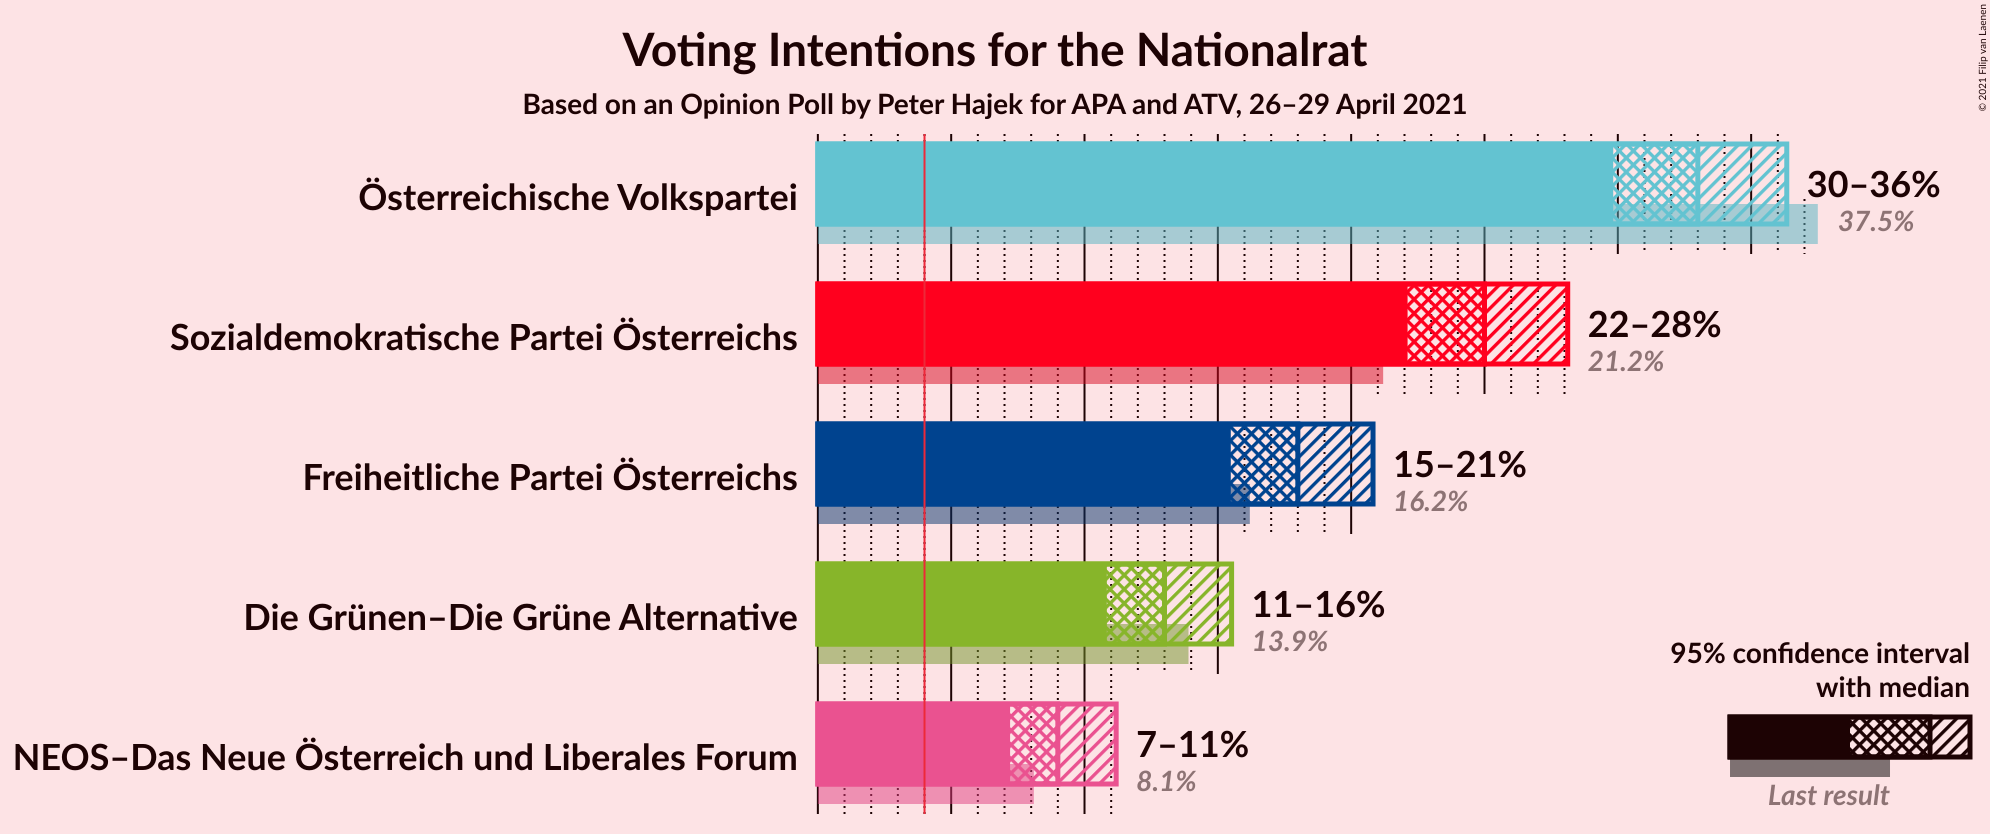 Voting Intentions for the Nationalrat
Based on an Opinion Poll by Peter Hajek for APA and ATV, 26–29 April 2021
© 2021 Filip van Laenen
Österreichische Volkspartei
30–36%
37.5%
Sozialdemokratische Partei Österreichs
22–28%
21.2%
Freiheitliche Partei Österreichs
15–21%
16.2%
Die Grünen–Die Grüne Alternative
11–16%
13.9%
NEOS–Das Neue Österreich und Liberales Forum
7–11%
8.1%
95% confidence interval
with median
Last result